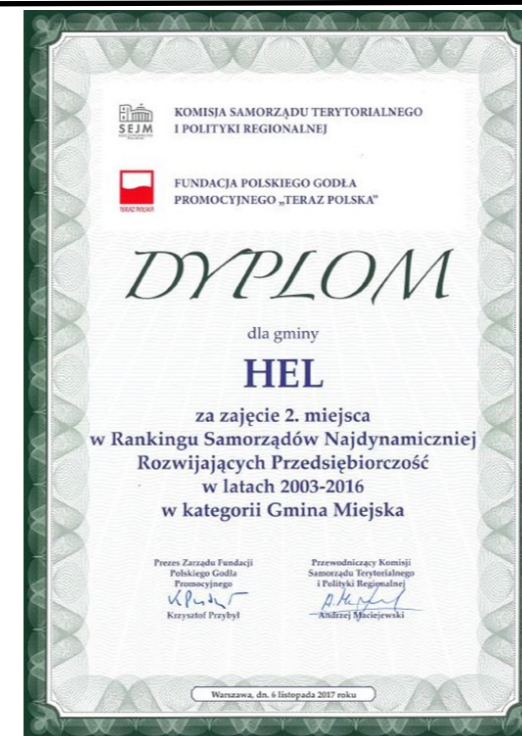 SEJM
KOMISJA SAMORZĄDU TERYTORIALNEGO
I POLITYKI REGIONALNEJ
TERAZ POLSKA
FUNDACJA POLSKIEGO GODŁA
PROMOCYJNEGO „TERAZ POLSKA”
DYPLOM
dla gminy
HEL
za zajęcie 2. miejsca
w Rankingu Samorządów Najdynamiczniej
Rozwijających Przedsiębiorczość
w latach 2003-2016
w kategorii Gmina Miejska
Prezes Zarządu Fundacji
Polskiego Godła
Promocyjnego
Krzysztof Przybył
Przewodniczący Komisji
Samorządu Terytorialnego
i Polityki Regionalnej
Andrzej Maciejewski
Warszawa, dn. 6 listopada 2017 roku